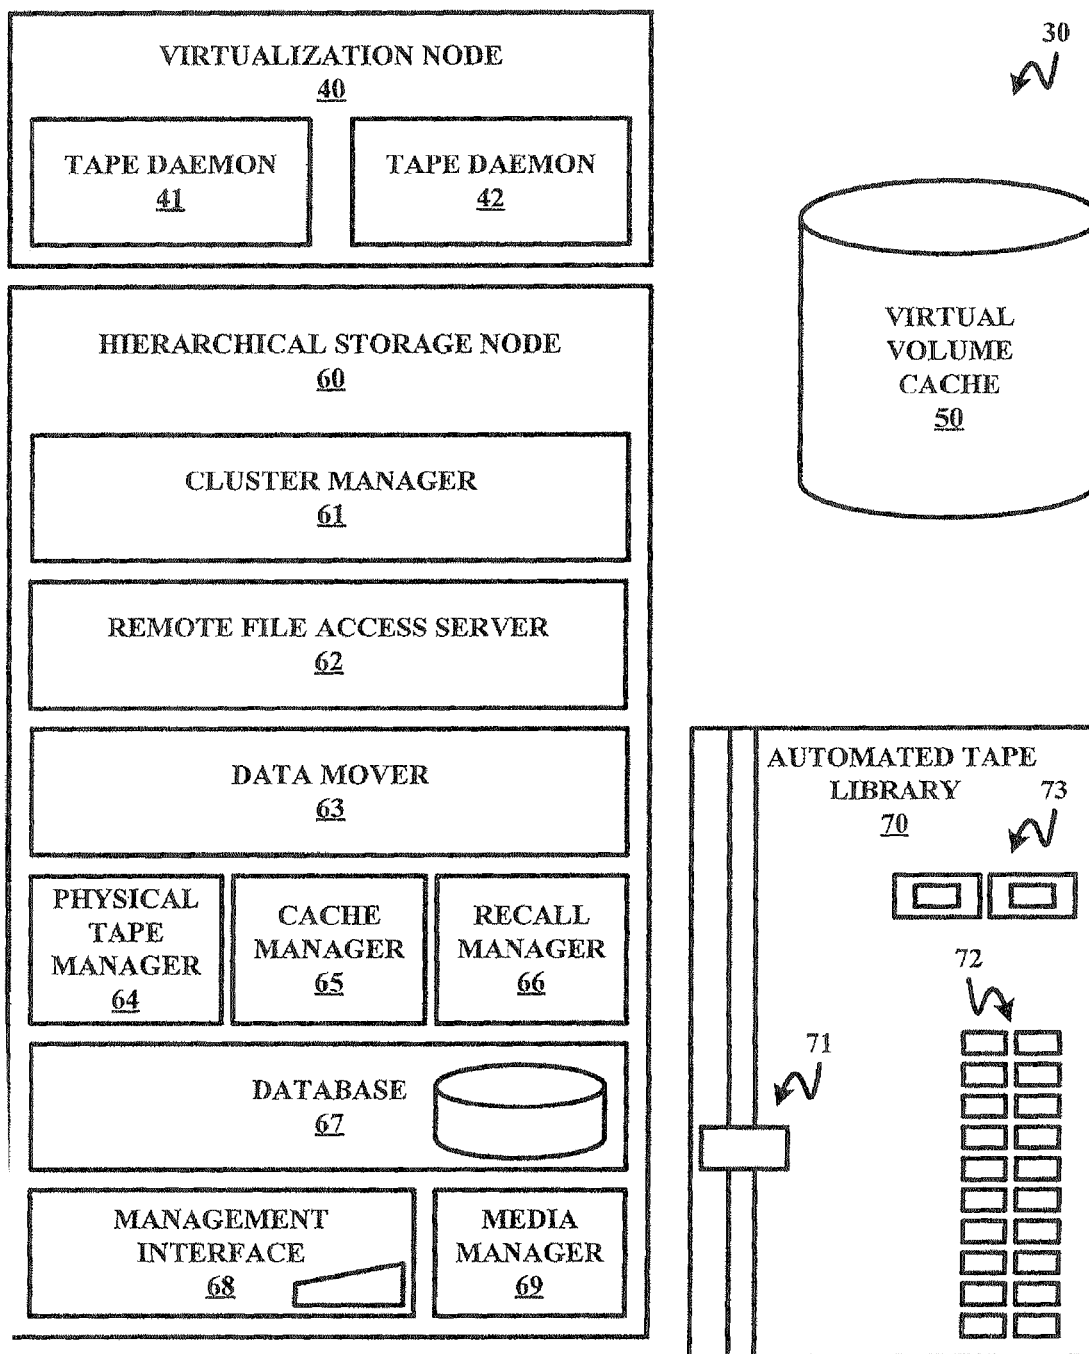 VIRTUALIZATION NODE
40
TAPE DAEMON
41
TAPE DAEMON
42
HIERARCHICAL STORAGE NODE
60
CLUSTER MANAGER
61
REMOTE FILE ACCESS SERVER
62
DATA MOVER
63
PHYSICAL
TAPE
MANAGER
64
CACHE
MANAGER
65
RECALL
MANAGER
66
DATABASE
67
MANAGEMENT
INTERFACE
68
MEDIA
MANAGER
69
30
VIRTUAL
VOLUME
CACHE
50
AUTOMATED TAPE
LIBRARY
70
73
72
71